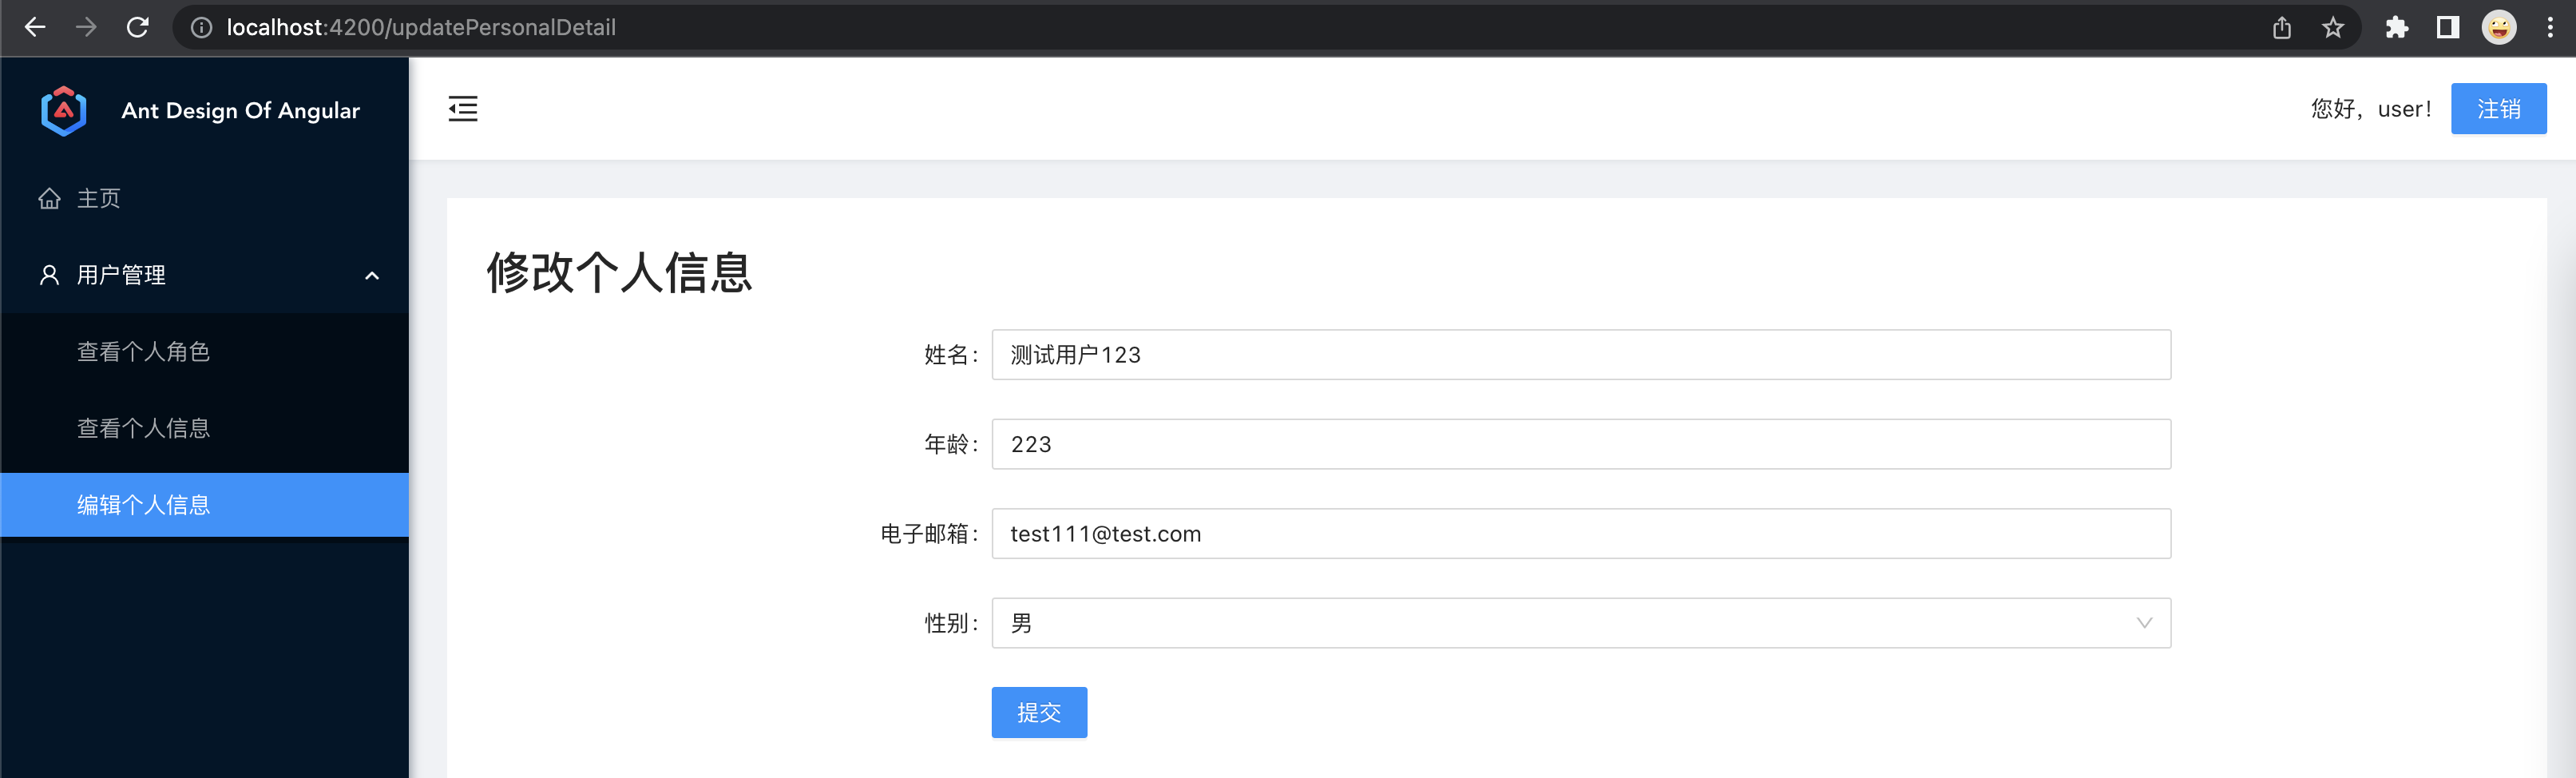 localhost:4200/updatePersonalDetail
Ant Design Of Angular
您好，user！ 注销
主页
用户管理
查看个人角色
查看个人信息
编辑个人信息
修改个人信息
姓名: 测试用户123
年龄: 223
电子邮箱: test111@test.com
性别: 男
提交